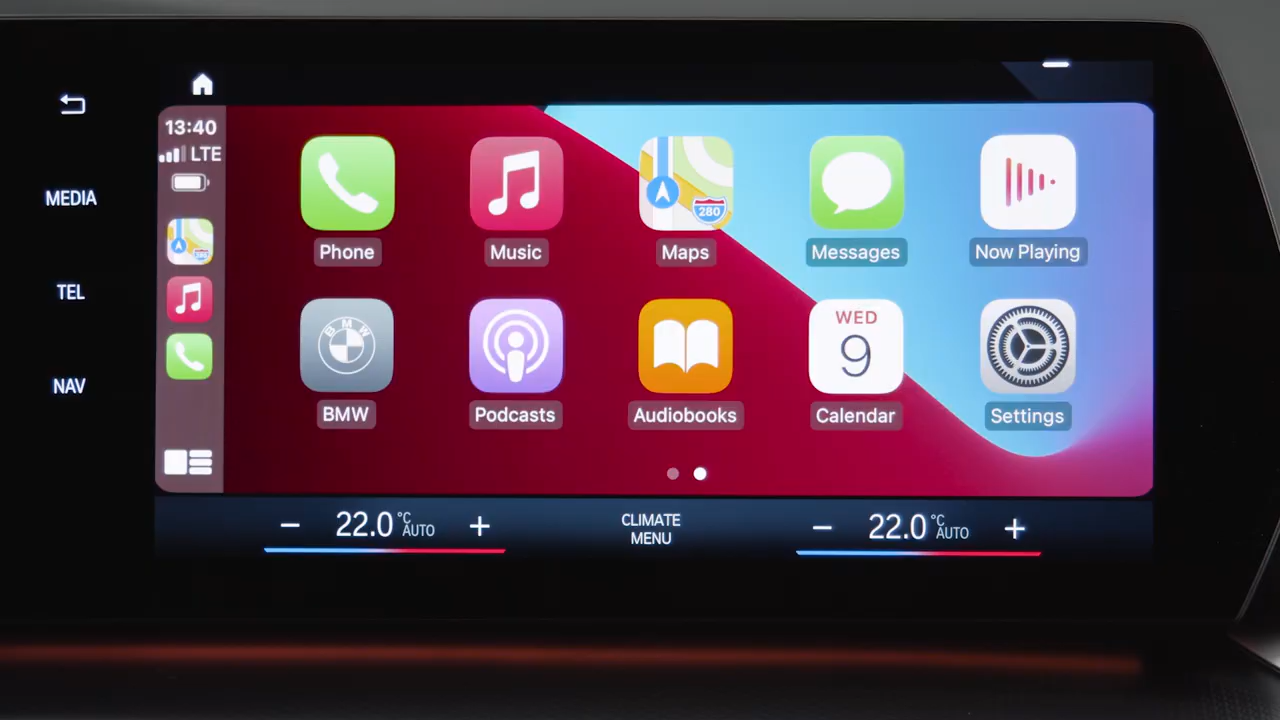 13:40
LTE
MEDIA
TEL
NAV
280
Phone
Music
Maps
Messages
Now Playing
BMW
WED
9
BMW
Podcasts
Audiobooks
Calendar
Settings
− 22.0 °C AUTO +
CLIMATE
MENU
− 22.0 °C AUTO +